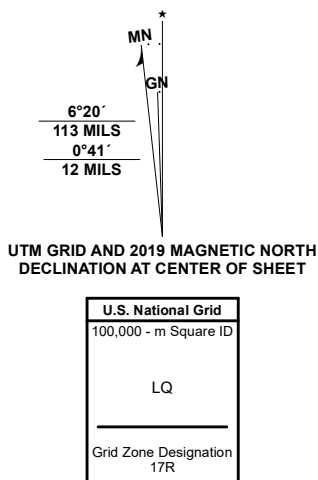 ★
MN
GN
6°20´
113 MILS
0°41´
12 MILS
UTM GRID AND 2019 MAGNETIC NORTH
DECLINATION AT CENTER OF SHEET
U.S. National Grid
100,000 - m Square ID
LQ
Grid Zone Designation
17R